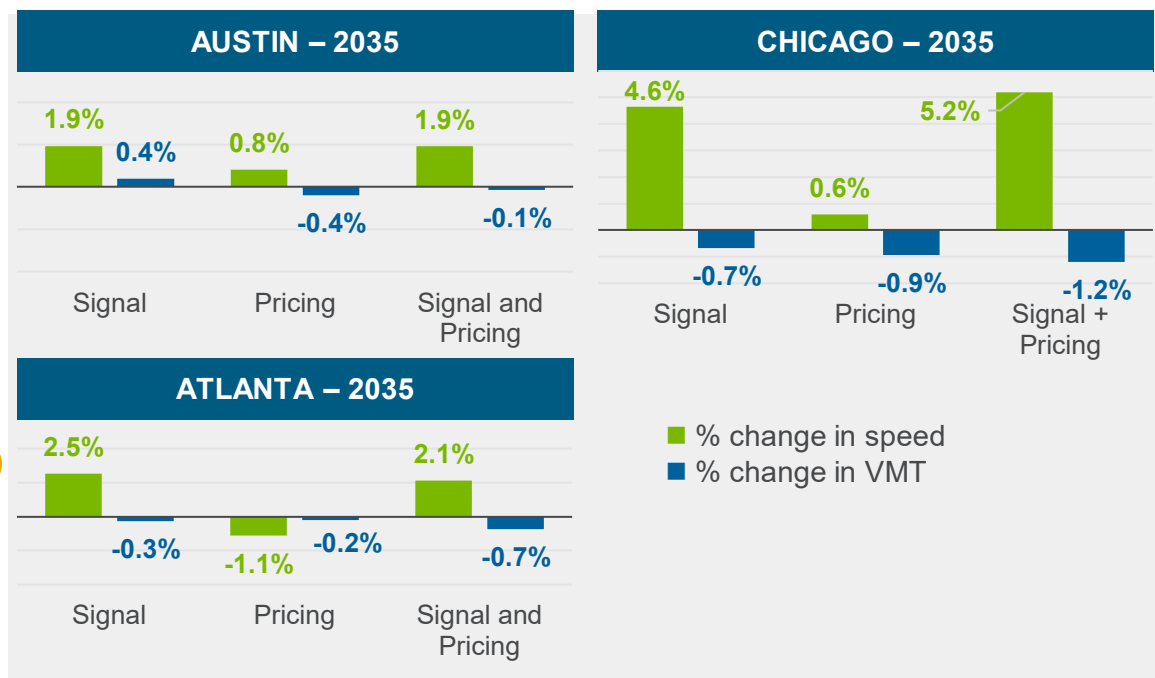 AUSTIN – 2035
1.9%
0.4%
0.8%
-0.4%
1.9%
-0.1%
Signal
Pricing
Signal and
Pricing
CHICAGO – 2035
4.6%
-0.7%
0.6%
-0.9%
5.2%
-1.2%
Signal
Pricing
Signal +
Pricing
ATLANTA – 2035
2.5%
-0.3%
-1.1%
-0.2%
2.1%
-0.7%
Signal
Pricing
Signal and
Pricing
% change in speed
% change in VMT